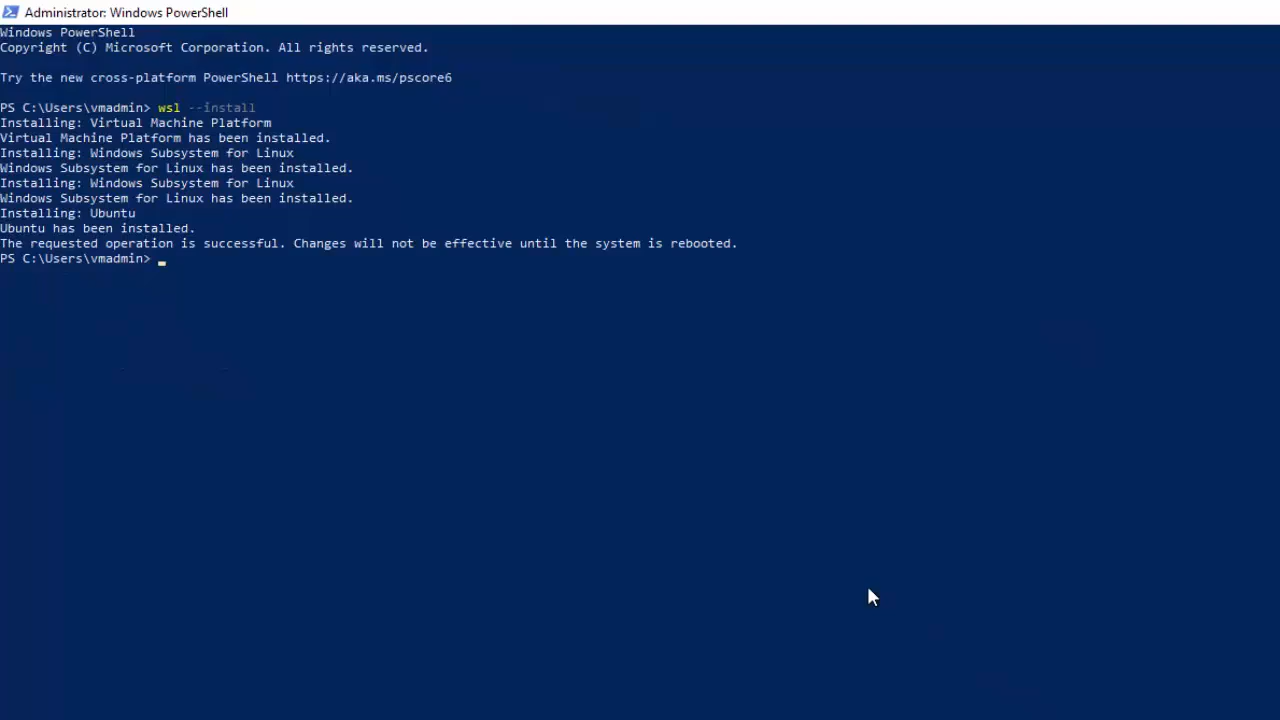 Administrator: Windows PowerShell
Windows PowerShell
Copyright (C) Microsoft Corporation. All rights reserved.
Try the new cross-platform PowerShell https://aka.ms/pscore6
PS C:\Users\vmadmin> wsl --install
Installing: Virtual Machine Platform
Virtual Machine Platform has been installed.
Installing: Windows Subsystem for Linux
Windows Subsystem for Linux has been installed.
Installing: Windows Subsystem for Linux
Windows Subsystem for Linux has been installed.
Installing: Ubuntu
Ubuntu has been installed.
The requested operation is successful. Changes will not be effective until the system is rebooted.
PS C:\Users\vmadmin>